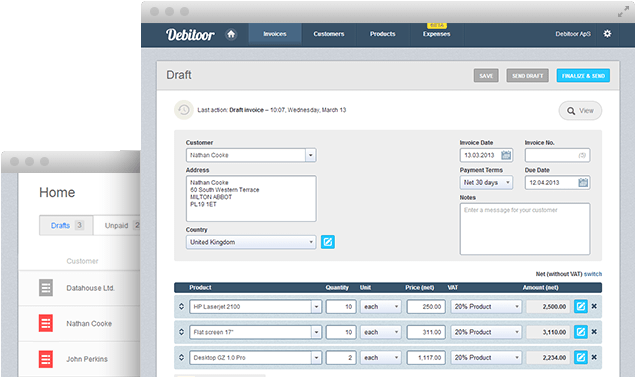 Debitoor
Invoices
Customers
Products
BETA
Expenses
Debitoor ApS
Draft
SAVE
SEND DRAFT
FINALIZE & SEND
Last action: Draft invoice – 10:07, Wednesday, March 13
View
Customer
Nathan Cooke
Address
Nathan Cooke
60 South Western Terrace
MILTON ABBOT
PL19 1ET
Country
United Kingdom
Invoice Date
Invoice No.
13.03.2013
Payment Terms
Due Date
Net 30 days
12.04.2013
Notes
Enter a message for your customer
Net (without VAT) switch
Product Quantity Unit Price (net) VAT Amount (net)
HP Laserjet 2100 10 each 250.00 20% Product 2,500.00
Flat screen 17" 10 each 311.00 20% Product 3,110.00
Desktop GZ 1.0 Pro 2 each 1,117.00 20% Product 2,234.00
Home
Drafts 3
Unpaid 2
Customer
Datahouse Ltd.
Nathan Cooke
John Perkins